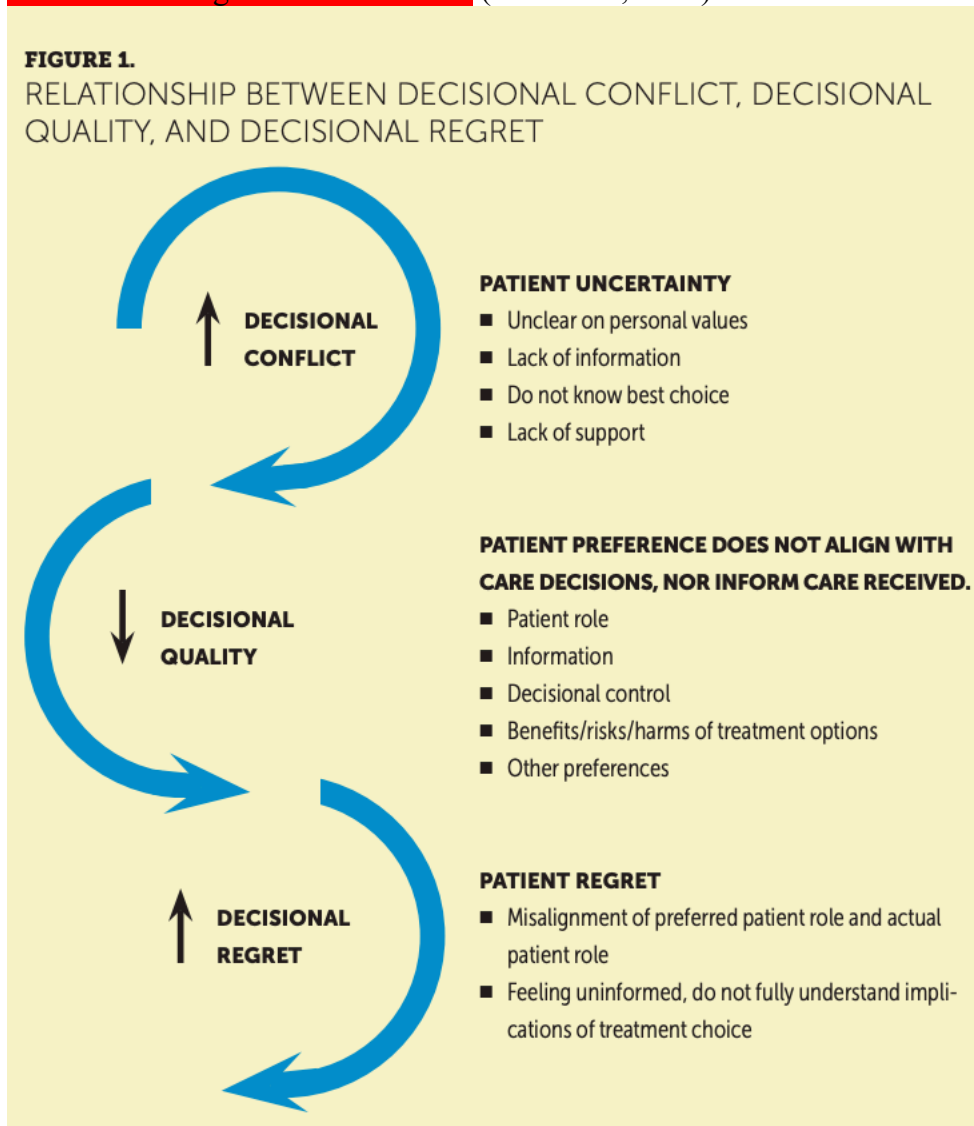 FIGURE 1.
RELATIONSHIP BETWEEN DECISIONAL CONFLICT, DECISIONAL
QUALITY, AND DECISIONAL REGRET
DECISIONAL
CONFLICT
PATIENT UNCERTAINTY
■ Unclear on personal values
■ Lack of information
■ Do not know best choice
■ Lack of support
DECISIONAL
QUALITY
PATIENT PREFERENCE DOES NOT ALIGN WITH
CARE DECISIONS, NOR INFORM CARE RECEIVED.
■ Patient role
■ Information
■ Decisional control
■ Benefits/risks/harms of treatment options
■ Other preferences
DECISIONAL
REGRET
PATIENT REGRET
■ Misalignment of preferred patient role and actual
patient role
■ Feeling uninformed, do not fully understand impli-
cations of treatment choice